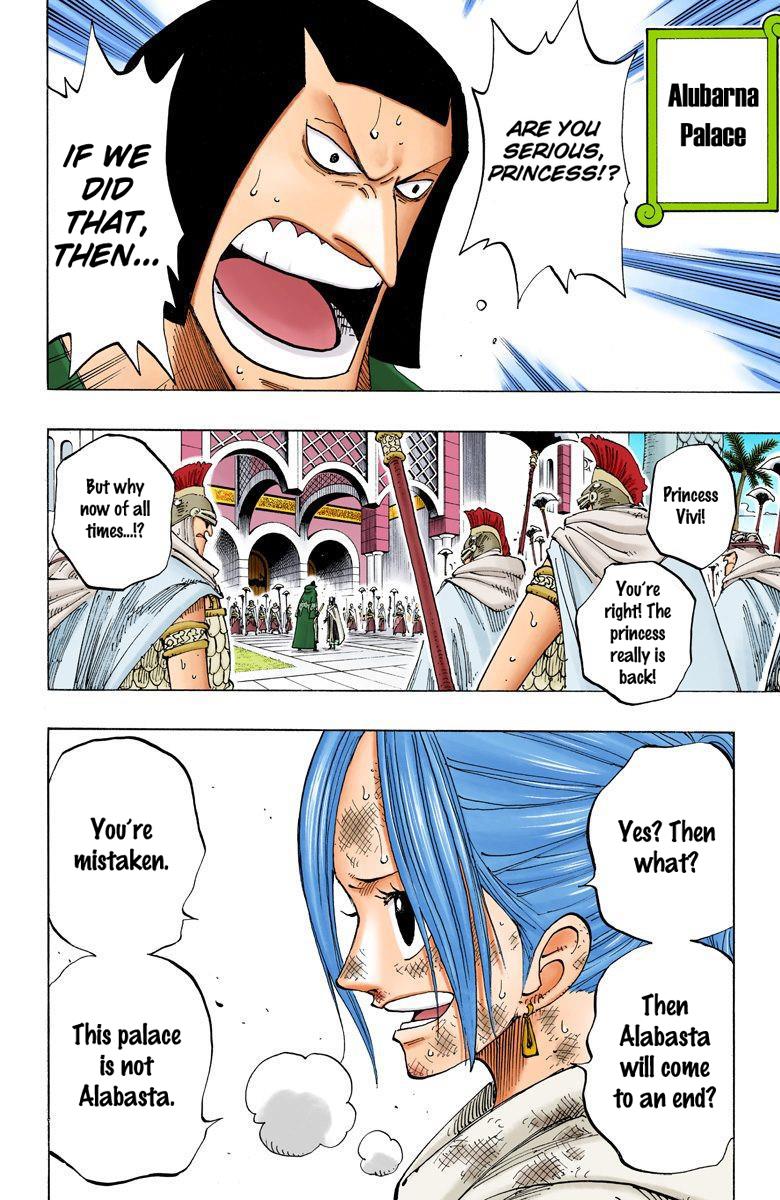 Alubarna
Palace
ARE YOU
SERIOUS,
PRINCESS!?
IF WE
DID
THAT,
THEN...
Princess
Vivi!
You're
right! The
princess
really is
back!
But why
now of all
times...!?
Yes? Then
what?
Then
Alabasta
will come
to an end?
You're
mistaken.
This palace
is not
Alabasta.